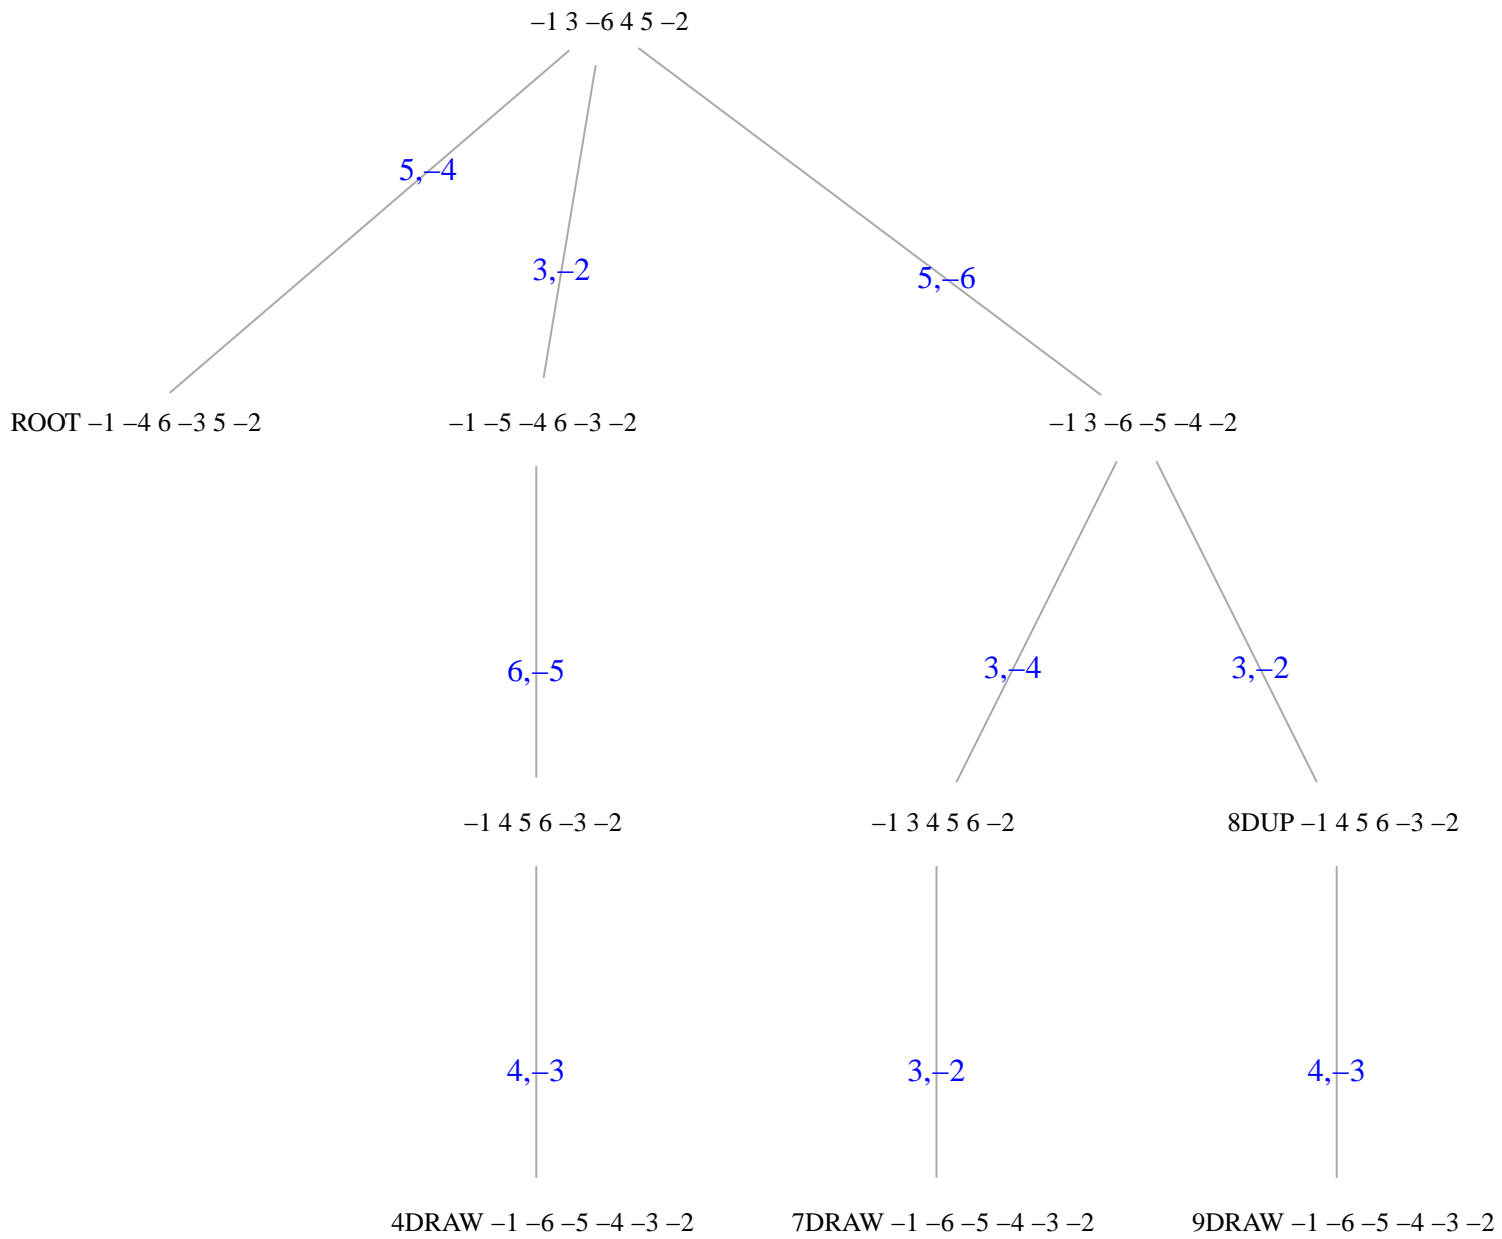 –1 3 –6 4 5 –2
5,–4
3,–2
5,–6
ROOT –1 –4 6 –3 5 –2
–1 –5 –4 6 –3 –2
–1 3 –6 –5 –4 –2
6,–5
3,–4
3,–2
–1 4 5 6 –3 –2
–1 3 4 5 6 –2
8DUP –1 4 5 6 –3 –2
4,–3
3,–2
4,–3
4DRAW –1 –6 –5 –4 –3 –2
7DRAW –1 –6 –5 –4 –3 –2
9DRAW –1 –6 –5 –4 –3 –2